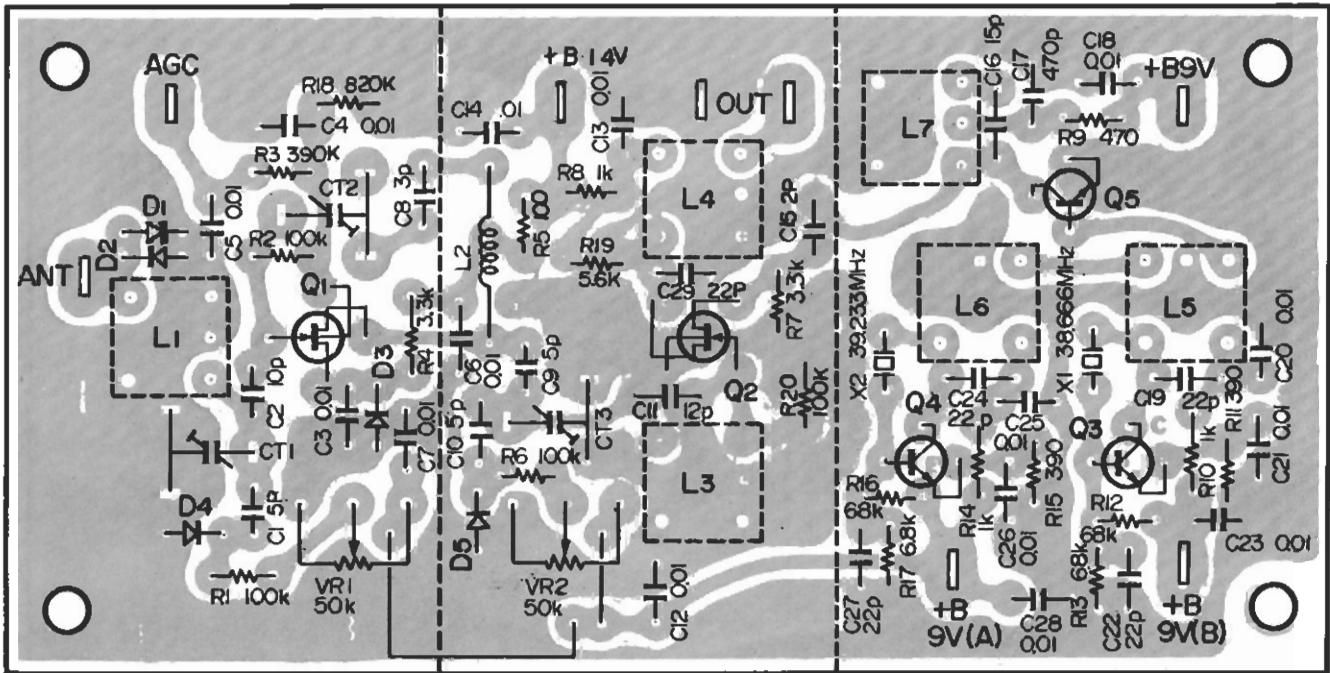 AGC
R18 820K
C4 0.01
R3 390K
CT2
C5 0.01
D1
D2
R2 100k
ANT
L1
Q1
C8 3p
R4 3.3k
D3
C2 10p
C3 0.01
C7 0.01
CT1
C1 5P
D4
R1 100k
VR1
50k
+B 14V
C14 .01
C13 0.01
OUT
R8 1k
L4
L2
R5 100
R19
5.6K
C15 2P
C29 22P
R7 3.3k
C6
0.01
C9 5p
Q2
C11 12p
R20
100K
C10 5p
CT3
R6 100k
L3
D5
VR2
50k
C12 0.01
L7
C16 15p
C17 470p
C18
0.01
+B9V
R9 470
Q5
X2 39.233MHz
L6
X1 38.666MHz
L5
C20 0.01
C24
22p
C25
0.01
C19 22p
R11 390
Q4
Q3
R16
68k
R14
1k
C26 0.01
R15 390
R12
68k
R10
1k
C21 0.01
C23 0.01
C27
22p
R17 6.8k
+B
9V(A)
C28
0.01
R13 6.8k
C22
22p
+B
9V(B)